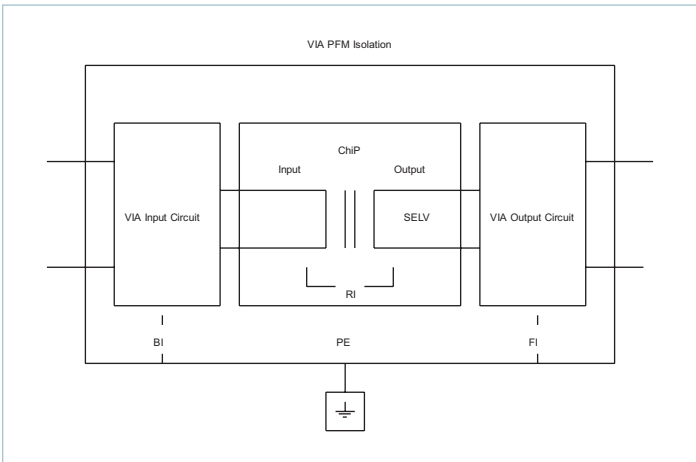 VIA PFM Isolation
ChiP
Input Output
VIA Input Circuit SELV VIA Output Circuit
RI
BI PE FI